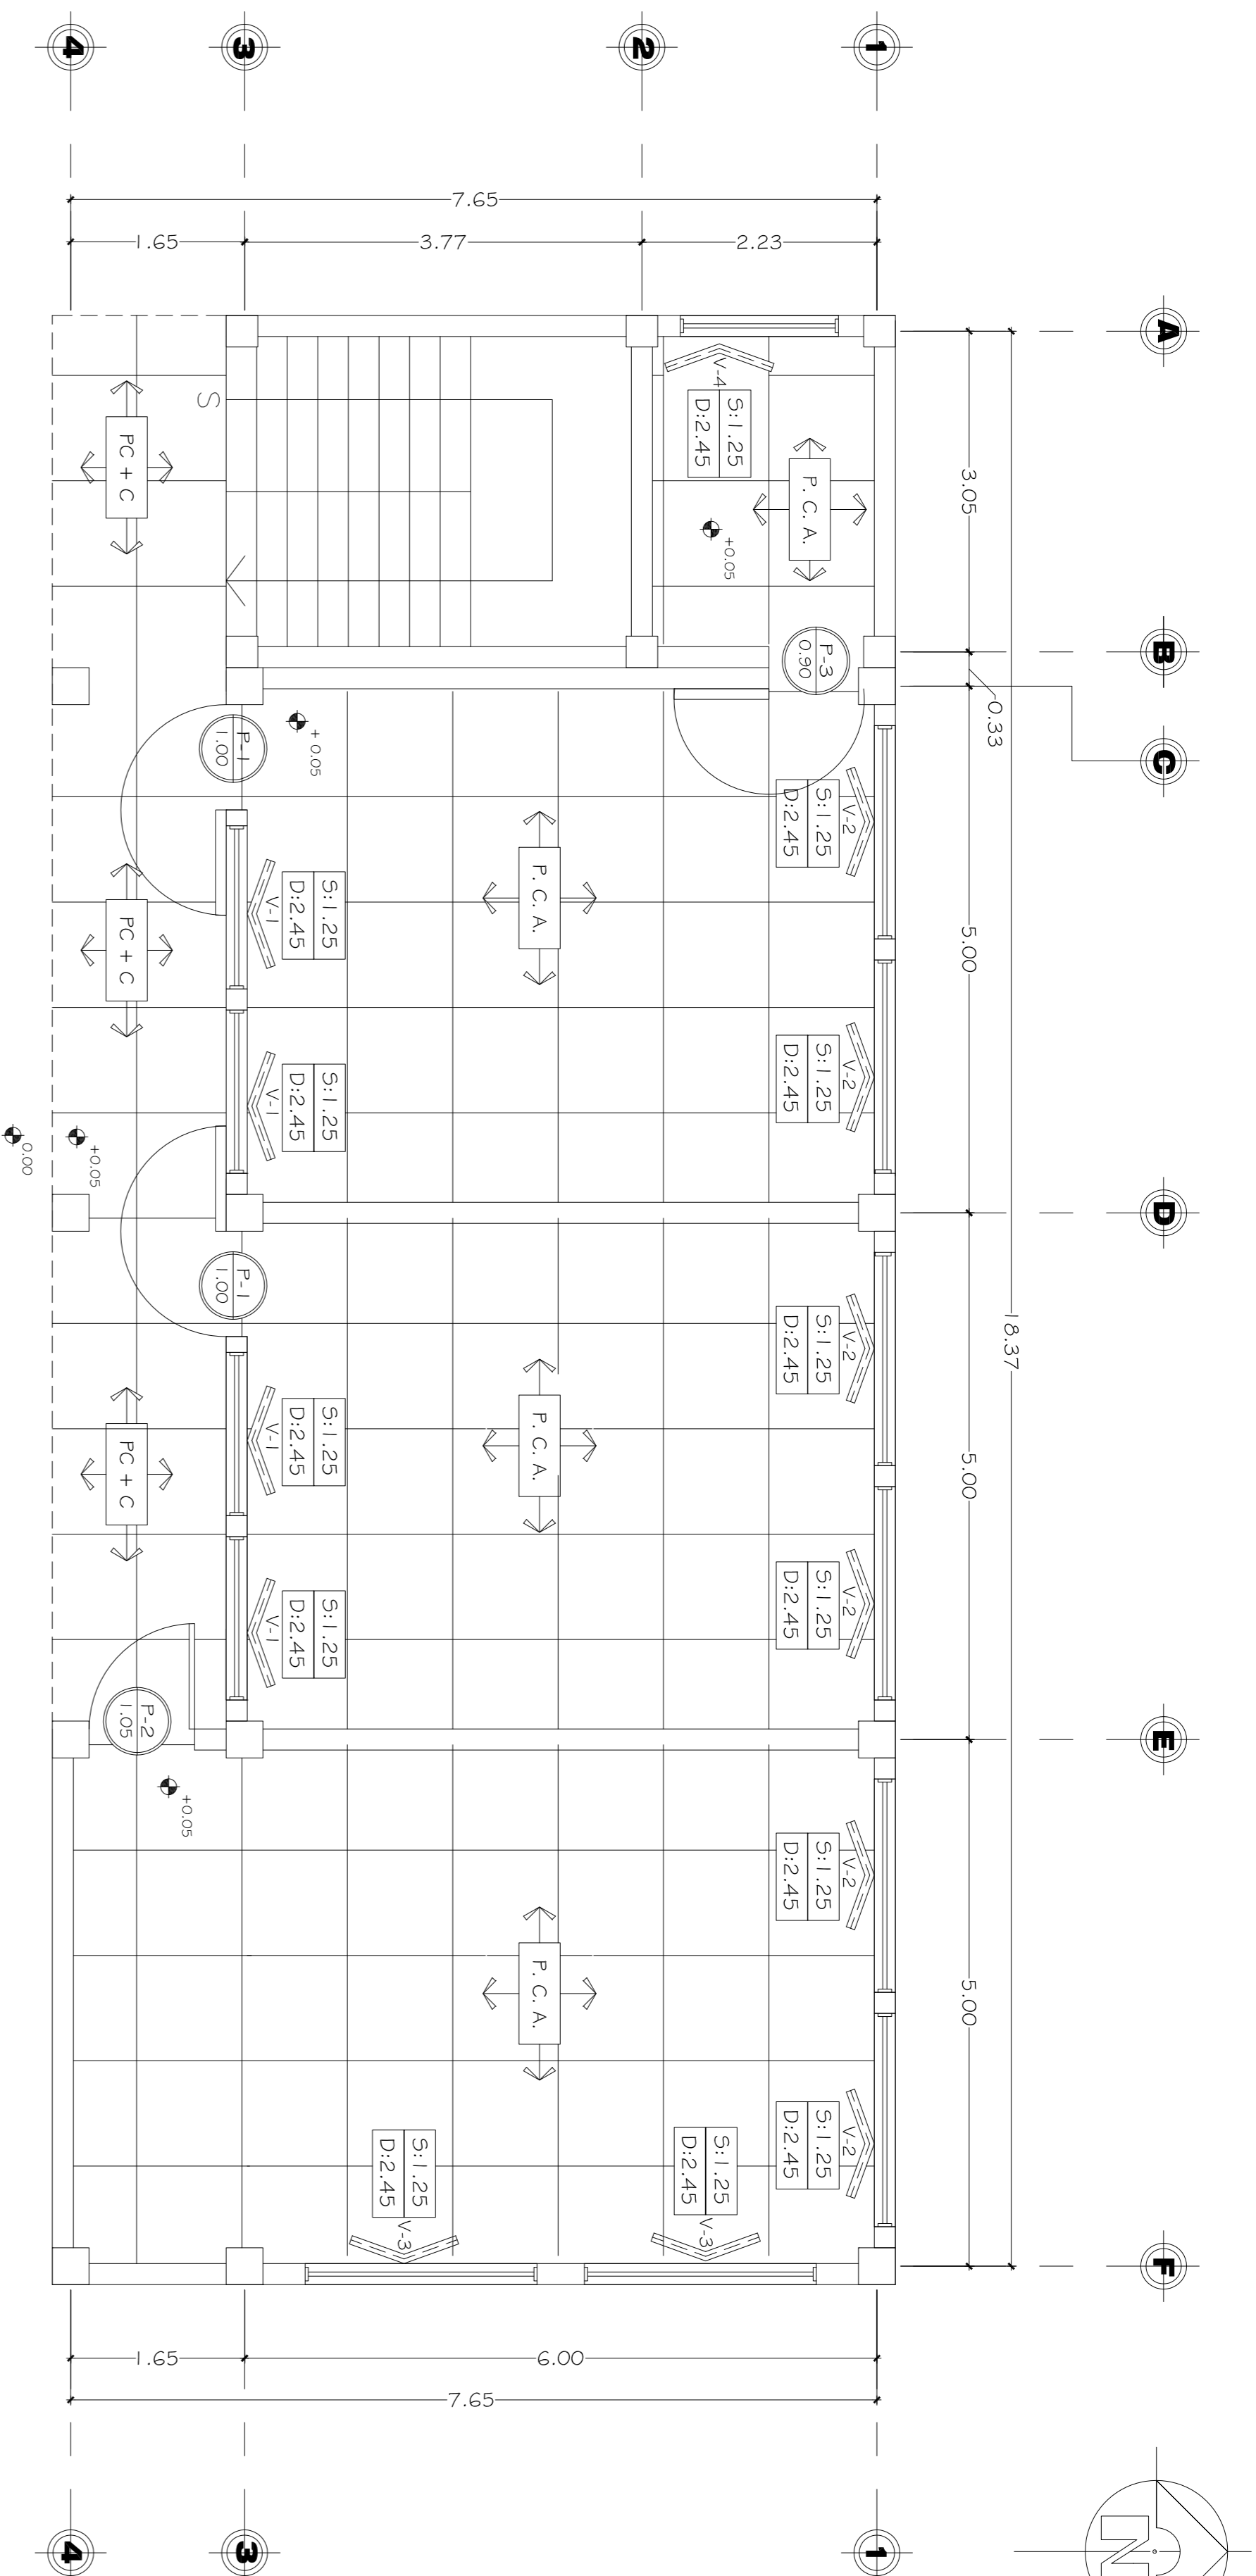 A
B
C
D
E
F
18.37
3.05
0.33
5.00
5.00
5.00
1
2
3
4
7.65
2.23
3.77
1.65
1
3
4
6.00
1.65
7.65
N
V-4
S:1.25
D:2.45
P. C. A.
+0.05
P-3
0.90
S
PC + C
V-2
S:1.25
D:2.45
V-2
S:1.25
D:2.45
V-2
S:1.25
D:2.45
V-2
S:1.25
D:2.45
V-2
S:1.25
D:2.45
V-2
S:1.25
D:2.45
P. C. A.
P. C. A.
P. C. A.
S:1.25
D:2.45
V-3
S:1.25
D:2.45
V-3
+ 0.05
S:1.25
D:2.45
V-1
S:1.25
D:2.45
V-1
S:1.25
D:2.45
V-1
S:1.25
D:2.45
V-1
P-1
1.00
P-1
1.00
P-2
1.05
+0.05
PC + C
PC + C
+0.05
0.00